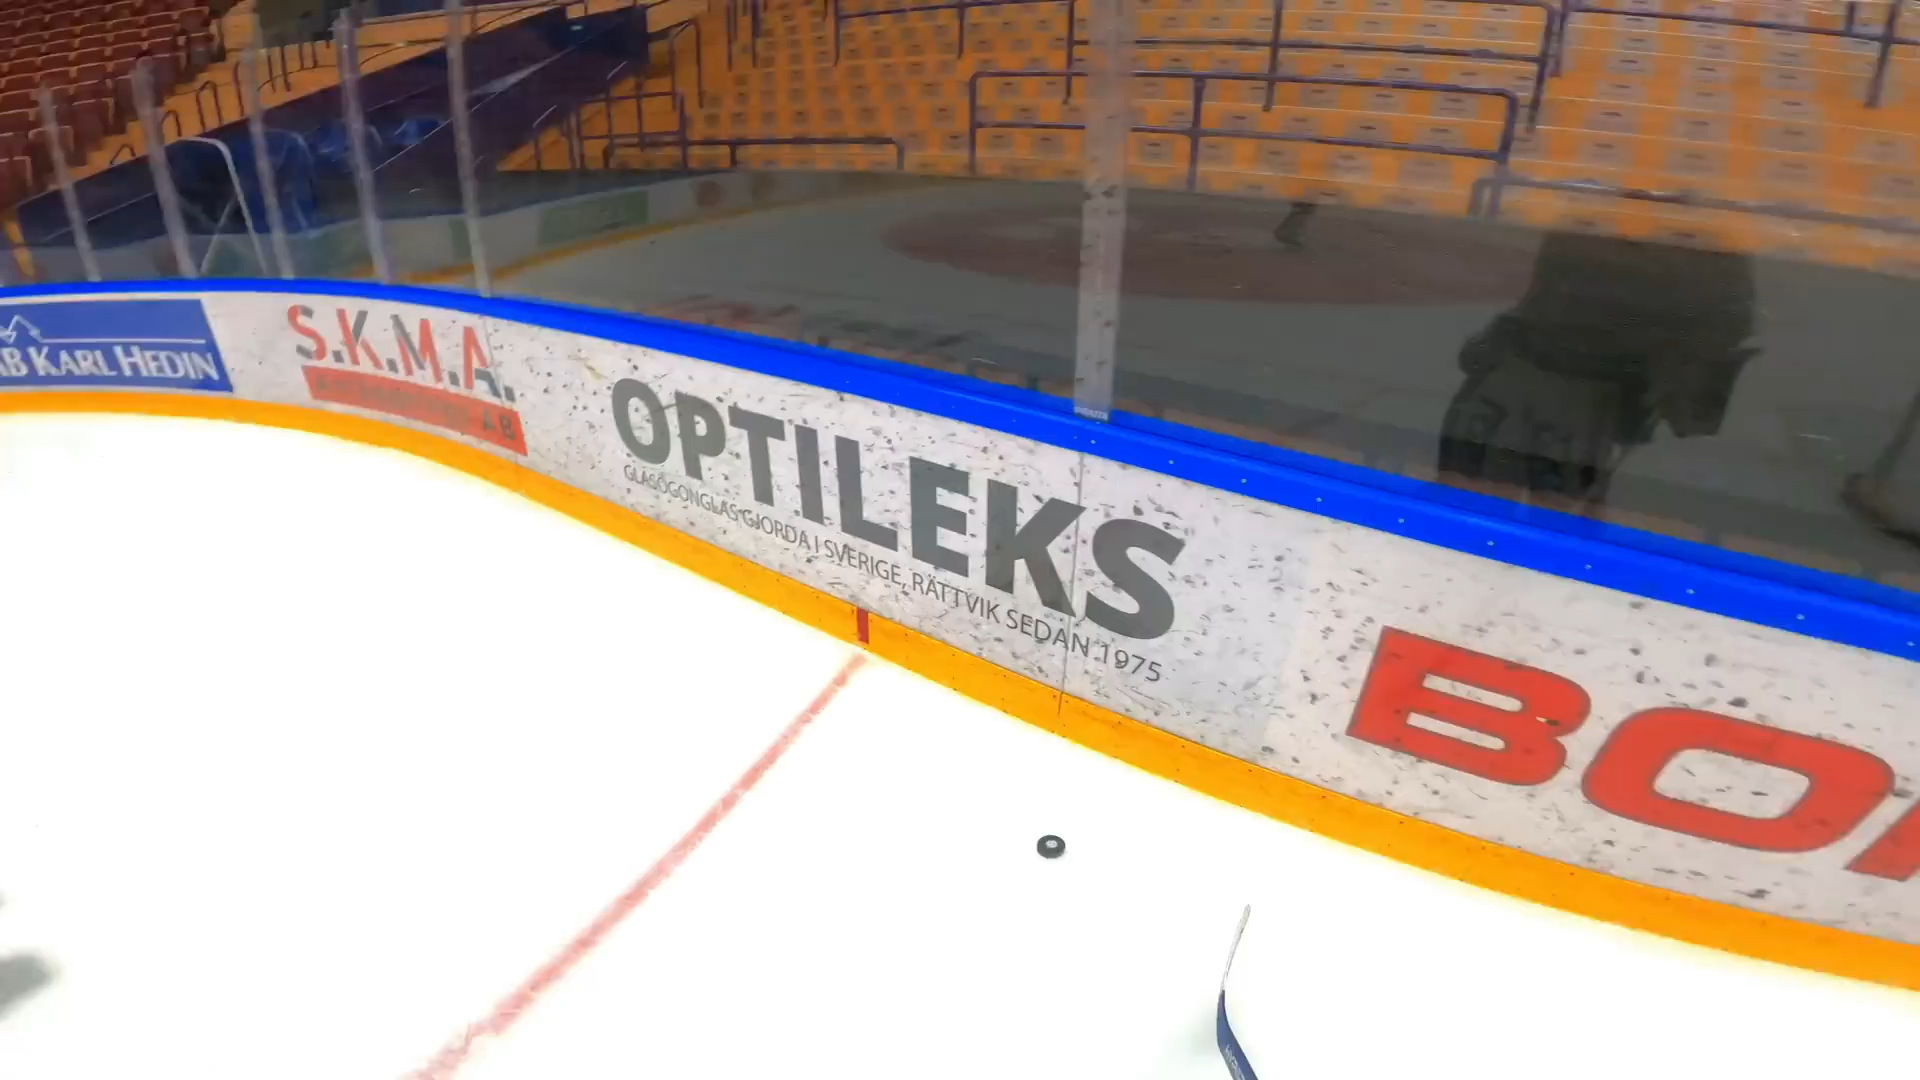 AB KARL HEDIN
S.K.M.A.
AB
OPTILEKS
GLASÖGONGLAS GJORDA I SVERIGE, RÄTTVIK SEDAN 1975
BO